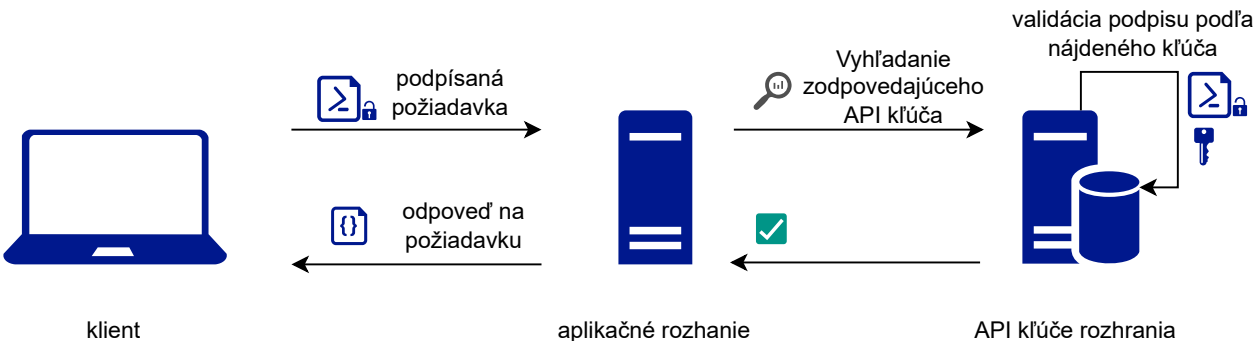 podpísaná
požiadavka
odpoveď na
požiadavku
Vyhľadanie
zodpovedajúceho
API kľúča
validácia podpisu podľa
nájdeného kľúča
klient
aplikačné rozhanie
API kľúče rozhrania